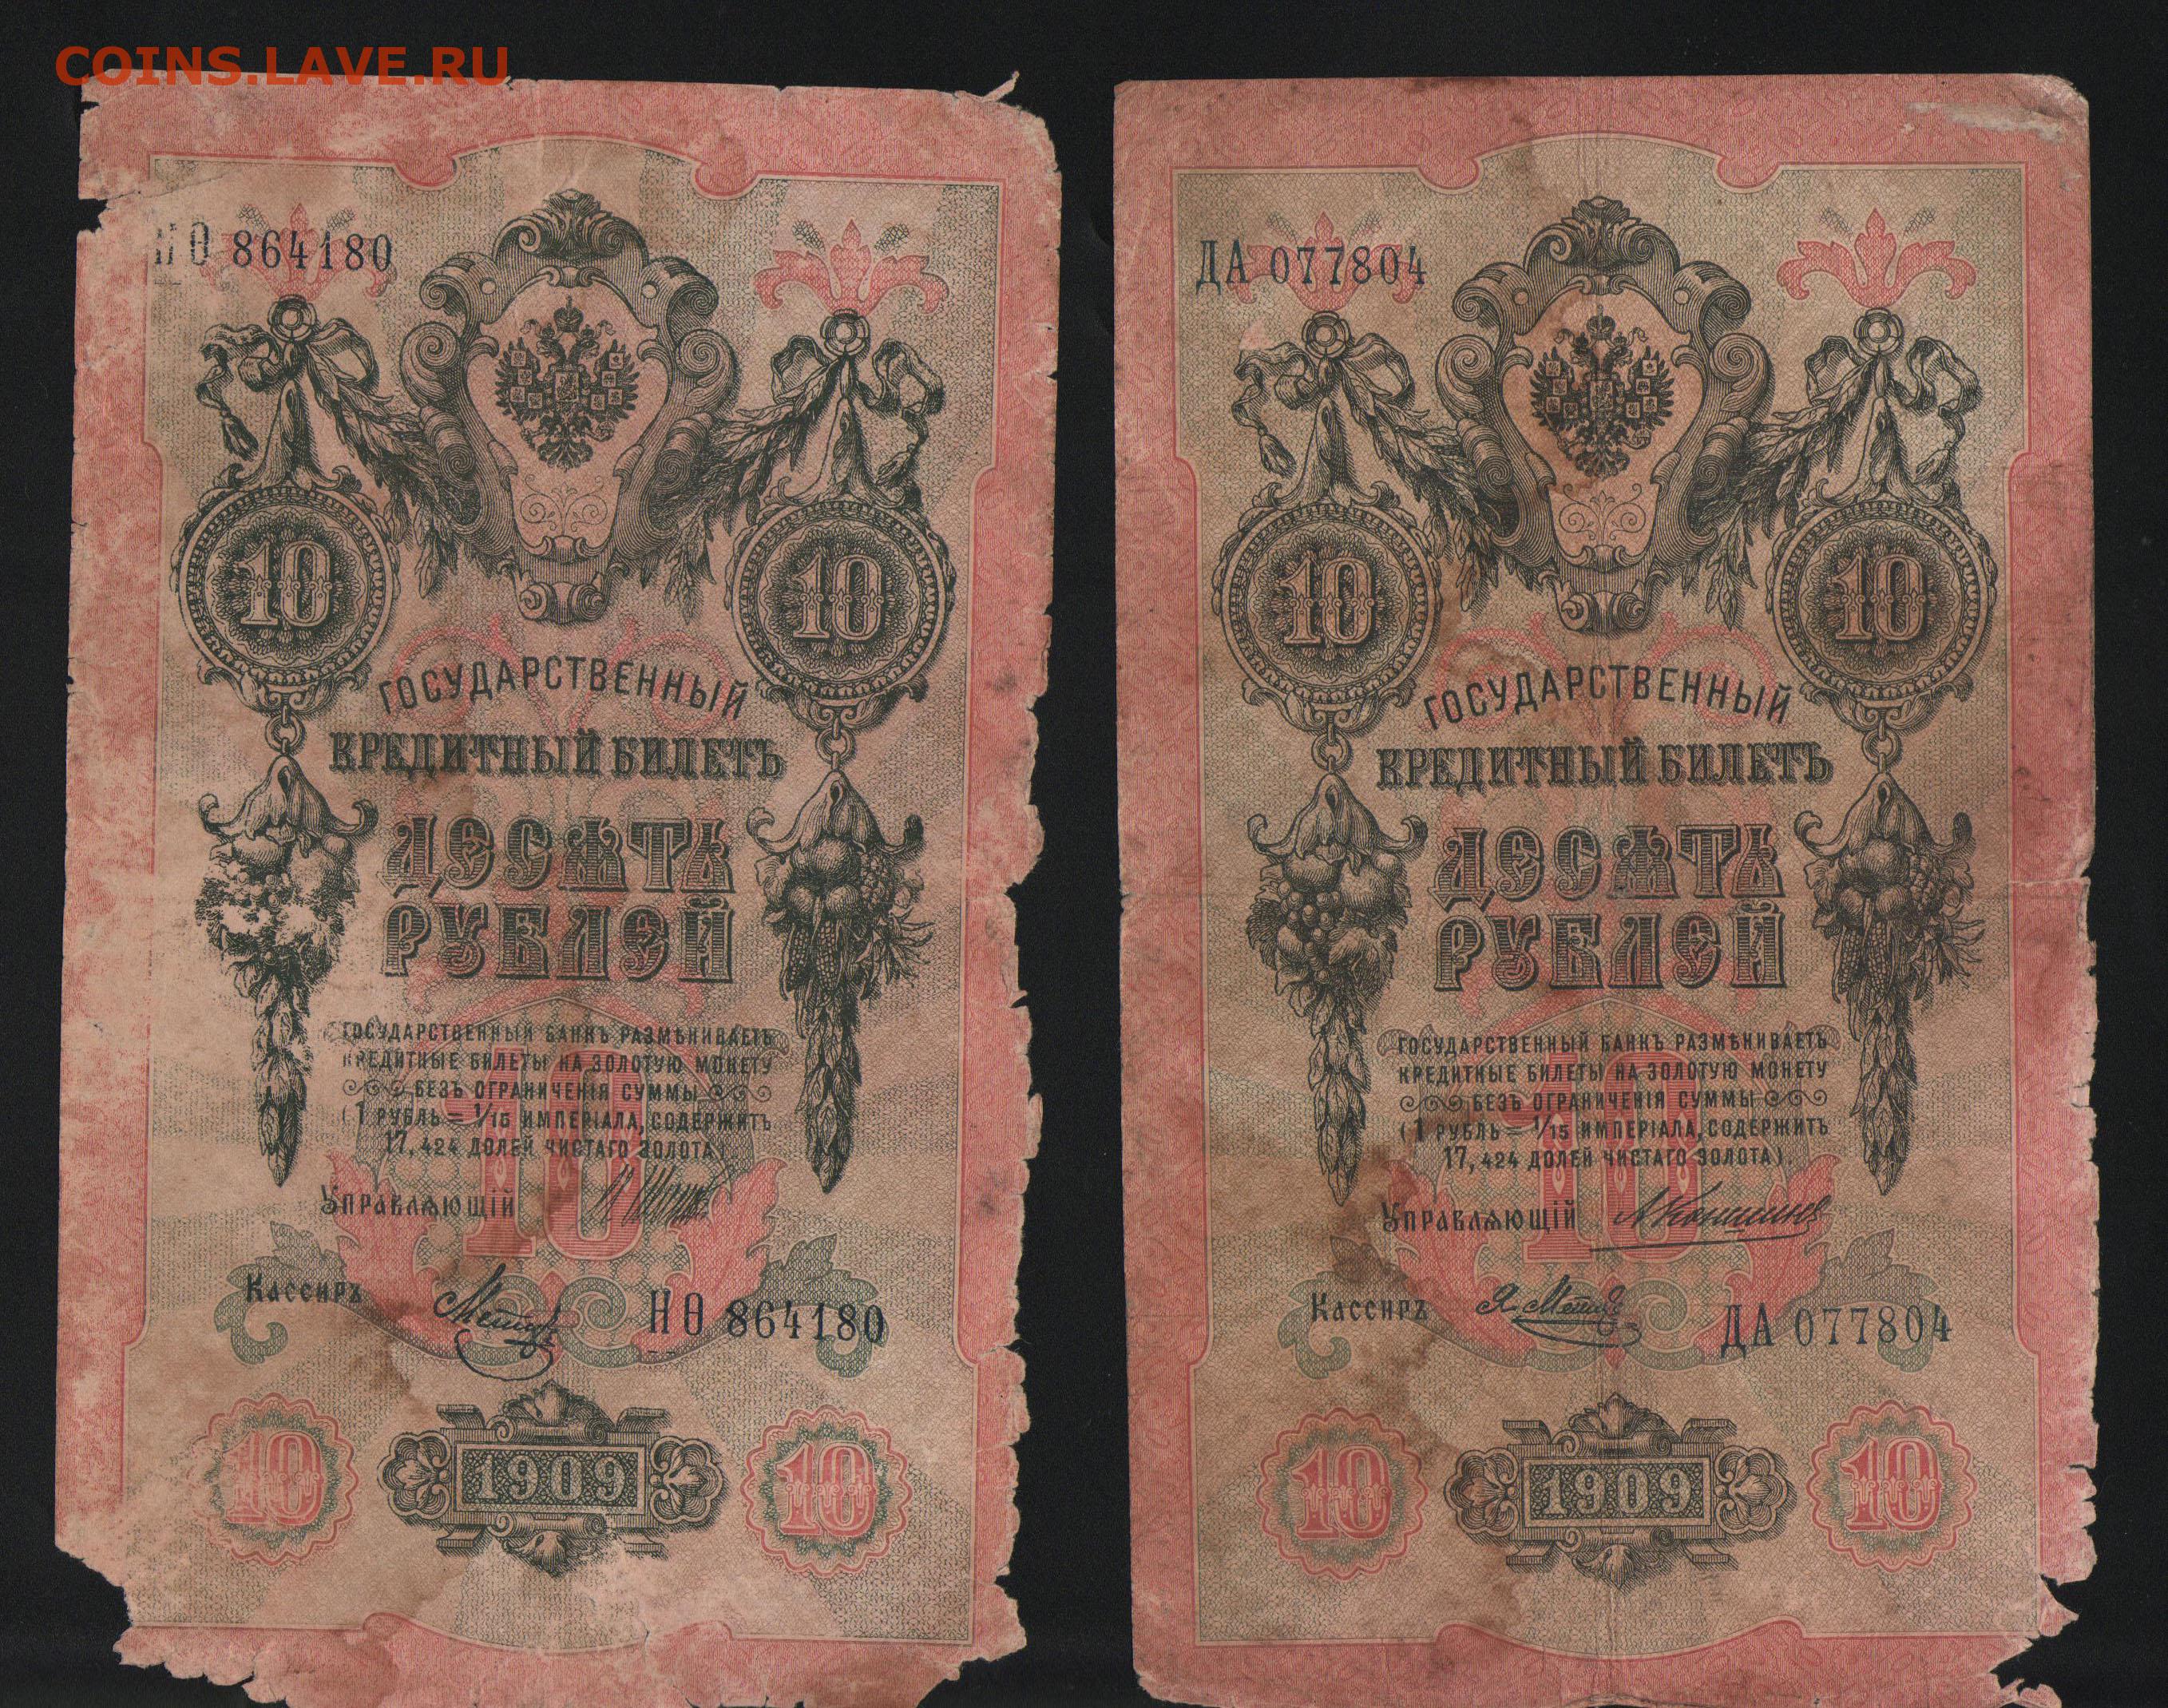 COINS.LAVE.RU
НѲ 864180
10 10
ГОСУДАРСТВЕННЫЙ
КРЕДИТНЫЙ БИЛЕТЪ
ДЕСЯТЬ
РУБЛЕЙ
ГОСУДАРСТВЕННЫЙ БАНКЪ РАЗМѢНИВАЕТЪ
КРЕДИТНЫЕ БИЛЕТЫ НА ЗОЛОТУЮ МОНЕТУ
БЕЗЪ ОГРАНИЧЕНІЯ СУММЫ
(1 РУБЛЬ = 1/15 ИМПЕРІАЛА, СОДЕРЖИТЪ
17,424 ДОЛЕЙ ЧИСТАГО ЗОЛОТА).
10
Управляющій
Кассиръ
НѲ 864180
10 1909 10
ДА 077804
10 10
ГОСУДАРСТВЕННЫЙ
КРЕДИТНЫЙ БИЛЕТЪ
ДЕСЯТЬ
РУБЛЕЙ
ГОСУДАРСТВЕННЫЙ БАНКЪ РАЗМѢНИВАЕТЪ
КРЕДИТНЫЕ БИЛЕТЫ НА ЗОЛОТУЮ МОНЕТУ
БЕЗЪ ОГРАНИЧЕНІЯ СУММЫ
(1 РУБЛЬ = 1/15 ИМПЕРІАЛА, СОДЕРЖИТЪ
17,424 ДОЛЕЙ ЧИСТАГО ЗОЛОТА).
10
Управляющій А Коншинъ
Кассиръ
ДА 077804
10 1909 10